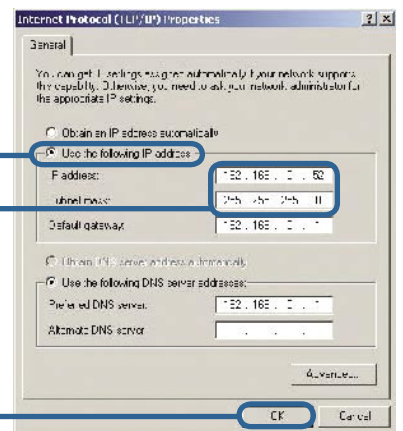 Internet Protocol (TCP/IP) Properties
General
You can get IP settings assigned automatically if your network supports
this capability. Otherwise, you need to ask your network administrator for
the appropriate IP settings.
Obtain an IP address automatically
Use the following IP address:
IP address:
192 . 168 . 0 . 52
Subnet mask:
255 . 255 . 255 . 0
Default gateway:
192 . 168 . 0 . 1
Obtain DNS server address automatically
Use the following DNS server addresses:
Preferred DNS server:
192 . 168 . 0 . 1
Alternate DNS server:
Advanced...
OK
Cancel